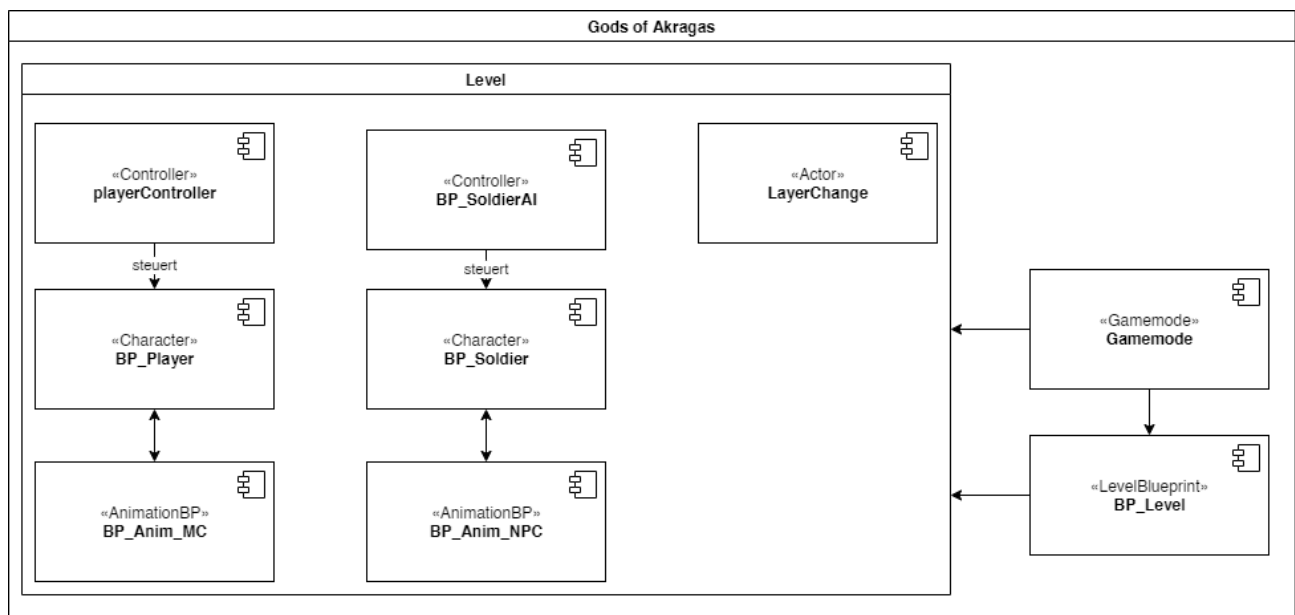 Gods of Akragas
Level
«Controller»
playerController
«Controller»
BP_SoldierAI
«Actor»
LayerChange
steuert
steuert
«Character»
BP_Player
«Character»
BP_Soldier
«Gamemode»
Gamemode
«AnimationBP»
BP_Anim_MC
«AnimationBP»
BP_Anim_NPC
«LevelBlueprint»
BP_Level